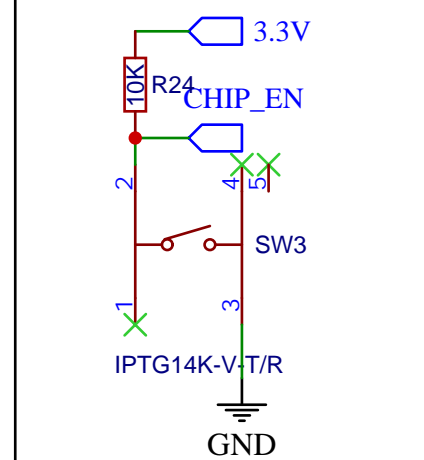 3.3V
10K
R24
CHIP_EN
2
4
5
SW3
1
3
IPTG14K-V-T/R
GND